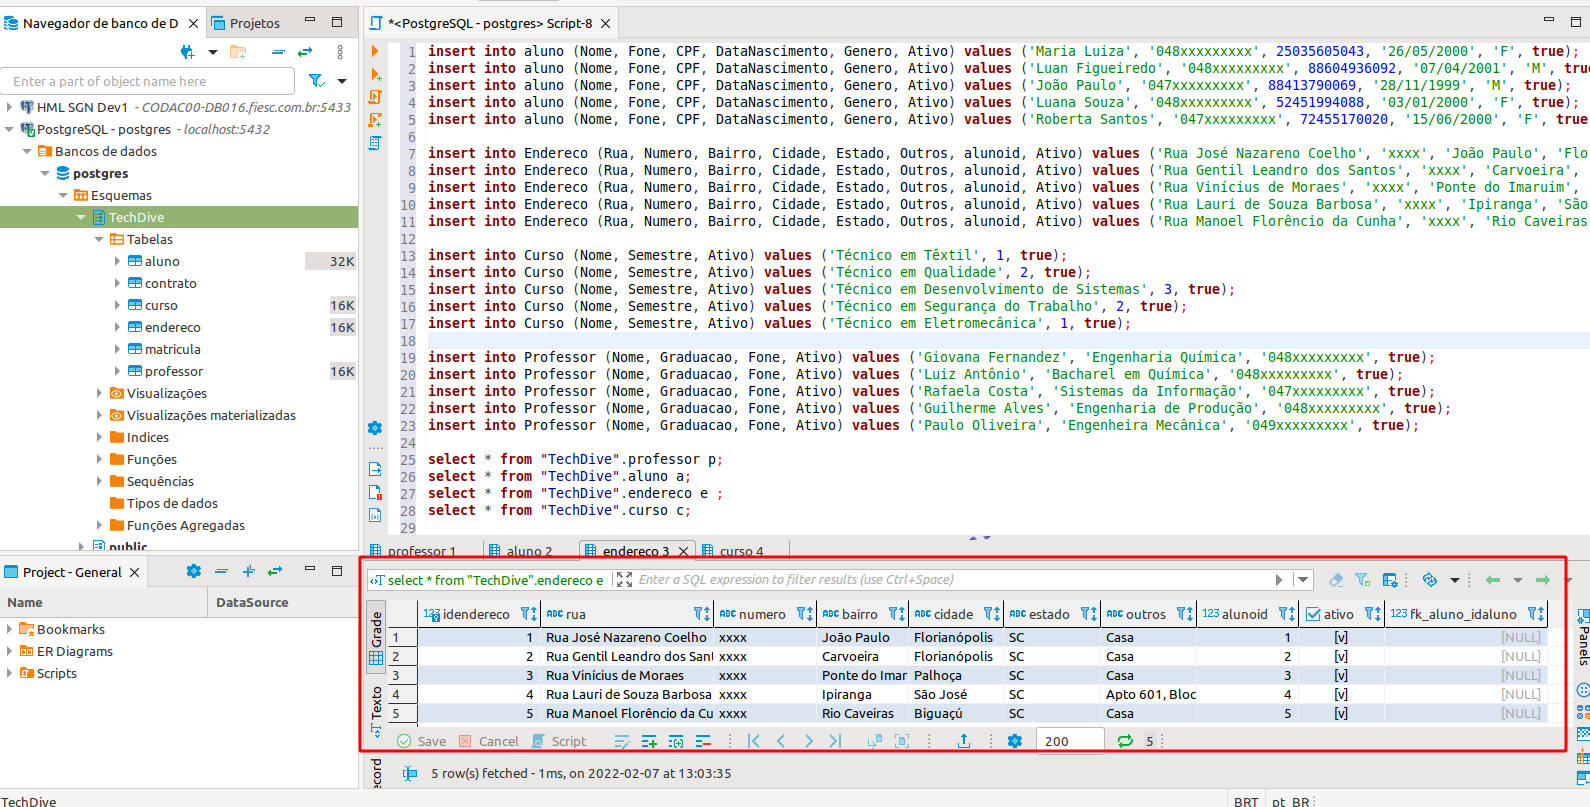 Navegador de banco de D
Projetos
Enter a part of object name here
HML SGN Dev1 - CODAC00-DB016.fiesc.com.br:5433
PostgreSQL - postgres - localhost:5432
Bancos de dados
postgres
Esquemas
TechDive
Tabelas
aluno 32K
contrato
curso 16K
endereco 16K
matricula
professor 16K
Visualizações
Visualizações materializadas
Indices
Funções
Sequências
Tipos de dados
Funções Agregadas
public
Project - General
Name DataSource
Bookmarks
ER Diagrams
Scripts
*<PostgreSQL - postgres> Script-8
1 insert into aluno (Nome, Fone, CPF, DataNascimento, Genero, Ativo) values ('Maria Luiza', '048xxxxxxxxx', 25035605043, '26/05/2000', 'F', true);
2 insert into aluno (Nome, Fone, CPF, DataNascimento, Genero, Ativo) values ('Luan Figueiredo', '048xxxxxxxxx', 88604936092, '07/04/2001', 'M', tru
3 insert into aluno (Nome, Fone, CPF, DataNascimento, Genero, Ativo) values ('João Paulo', '047xxxxxxxxx', 88413790069, '28/11/1999', 'M', true);
4 insert into aluno (Nome, Fone, CPF, DataNascimento, Genero, Ativo) values ('Luana Souza', '048xxxxxxxxx', 52451994088, '03/01/2000', 'F', true);
5 insert into aluno (Nome, Fone, CPF, DataNascimento, Genero, Ativo) values ('Roberta Santos', '047xxxxxxxxx', 72455170020, '15/06/2000', 'F', true
6
7 insert into Endereco (Rua, Numero, Bairro, Cidade, Estado, Outros, alunoid, Ativo) values ('Rua José Nazareno Coelho', 'xxxx', 'João Paulo', 'Flo
8 insert into Endereco (Rua, Numero, Bairro, Cidade, Estado, Outros, alunoid, Ativo) values ('Rua Gentil Leandro dos Santos', 'xxxx', 'Carvoeira',
9 insert into Endereco (Rua, Numero, Bairro, Cidade, Estado, Outros, alunoid, Ativo) values ('Rua Vinícius de Moraes', 'xxxx', 'Ponte do Imaruim',
10 insert into Endereco (Rua, Numero, Bairro, Cidade, Estado, Outros, alunoid, Ativo) values ('Rua Lauri de Souza Barbosa', 'xxxx', 'Ipiranga', 'São
11 insert into Endereco (Rua, Numero, Bairro, Cidade, Estado, Outros, alunoid, Ativo) values ('Rua Manoel Florêncio da Cunha', 'xxxx', 'Rio Caveiras
12
13 insert into Curso (Nome, Semestre, Ativo) values ('Técnico em Têxtil', 1, true);
14 insert into Curso (Nome, Semestre, Ativo) values ('Técnico em Qualidade', 2, true);
15 insert into Curso (Nome, Semestre, Ativo) values ('Técnico em Desenvolvimento de Sistemas', 3, true);
16 insert into Curso (Nome, Semestre, Ativo) values ('Técnico em Segurança do Trabalho', 2, true);
17 insert into Curso (Nome, Semestre, Ativo) values ('Técnico em Eletromecânica', 1, true);
18
19 insert into Professor (Nome, Graduacao, Fone, Ativo) values ('Giovana Fernandez', 'Engenharia Química', '048xxxxxxxxx', true);
20 insert into Professor (Nome, Graduacao, Fone, Ativo) values ('Luiz Antônio', 'Bacharel em Química', '048xxxxxxxxx', true);
21 insert into Professor (Nome, Graduacao, Fone, Ativo) values ('Rafaela Costa', 'Sistemas da Informação', '047xxxxxxxxx', true);
22 insert into Professor (Nome, Graduacao, Fone, Ativo) values ('Guilherme Alves', 'Engenharia de Produção', '048xxxxxxxxx', true);
23 insert into Professor (Nome, Graduacao, Fone, Ativo) values ('Paulo Oliveira', 'Engenheira Mecânica', '049xxxxxxxxx', true);
24
25 select * from "TechDive".professor p;
26 select * from "TechDive".aluno a;
27 select * from "TechDive".endereco e ;
28 select * from "TechDive".curso c;
29
professor 1 aluno 2 endereco 3 curso 4
select * from "TechDive".endereco e Enter a SQL expression to filter results (use Ctrl+Space)
Grade
Texto
idendereco rua numero bairro cidade estado outros alunoid ativo fk_aluno_idaluno
1 1 Rua José Nazareno Coelho xxxx João Paulo Florianópolis SC Casa 1 [v] [NULL]
2 2 Rua Gentil Leandro dos Sant xxxx Carvoeira Florianópolis SC Casa 2 [v] [NULL]
3 3 Rua Vinícius de Moraes xxxx Ponte do Imar Palhoça SC Casa 3 [v] [NULL]
4 4 Rua Lauri de Souza Barbosa xxxx Ipiranga São José SC Apto 601, Bloc 4 [v] [NULL]
5 5 Rua Manoel Florêncio da Cu xxxx Rio Caveiras Biguaçú SC Casa 5 [v] [NULL]
Panels
Save Cancel Script 200 5
ecord
5 row(s) fetched - 1ms, on 2022-02-07 at 13:03:35
TechDive BRT pt_BR